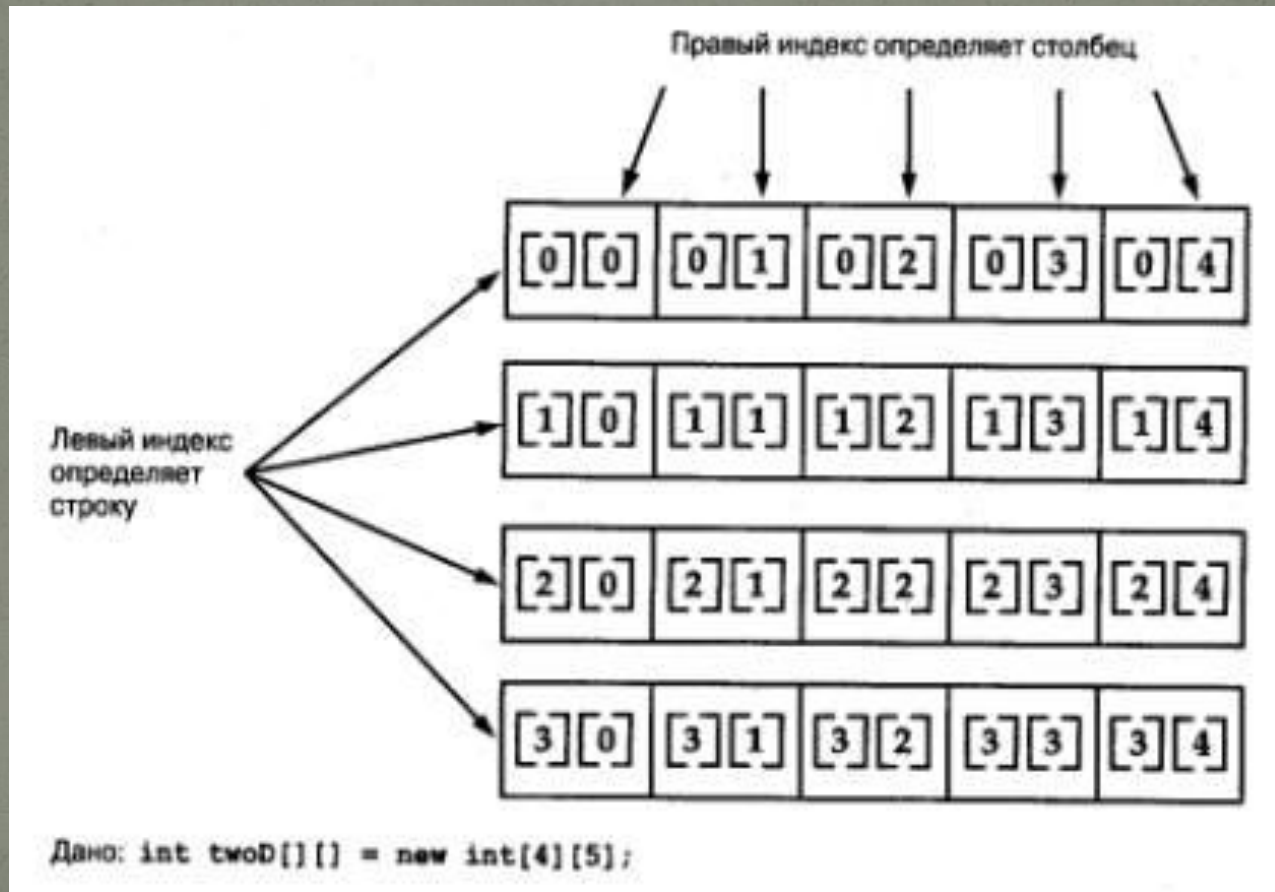 Правый индекс определяет столбец
[0][0] [0][1] [0][2] [0][3] [0][4]
[1][0] [1][1] [1][2] [1][3] [1][4]
Левый индекс
определяет
строку
[2][0] [2][1] [2][2] [2][3] [2][4]
[3][0] [3][1] [3][2] [3][3] [3][4]
Дано: int twoD[][] = new int[4][5];